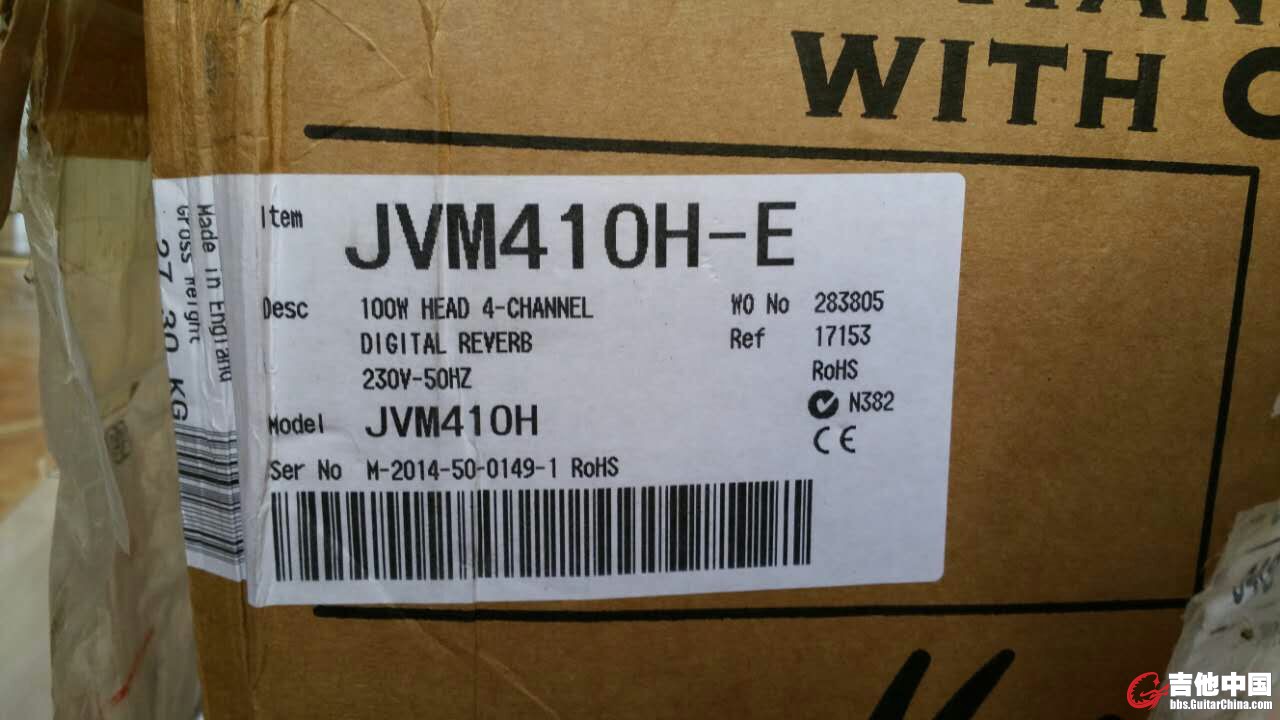 WITH
Made in England
Gross Weight
27.30 KG
Item JVM410H-E
Desc 100W HEAD 4-CHANNEL
DIGITAL REVERB
230V-50HZ
WO No 283805
Ref 17153
RoHS
N382
CE
Model JVM410H
Ser No M-2014-50-0149-1 RoHS
吉他中国
bbs.GuitarChina.com